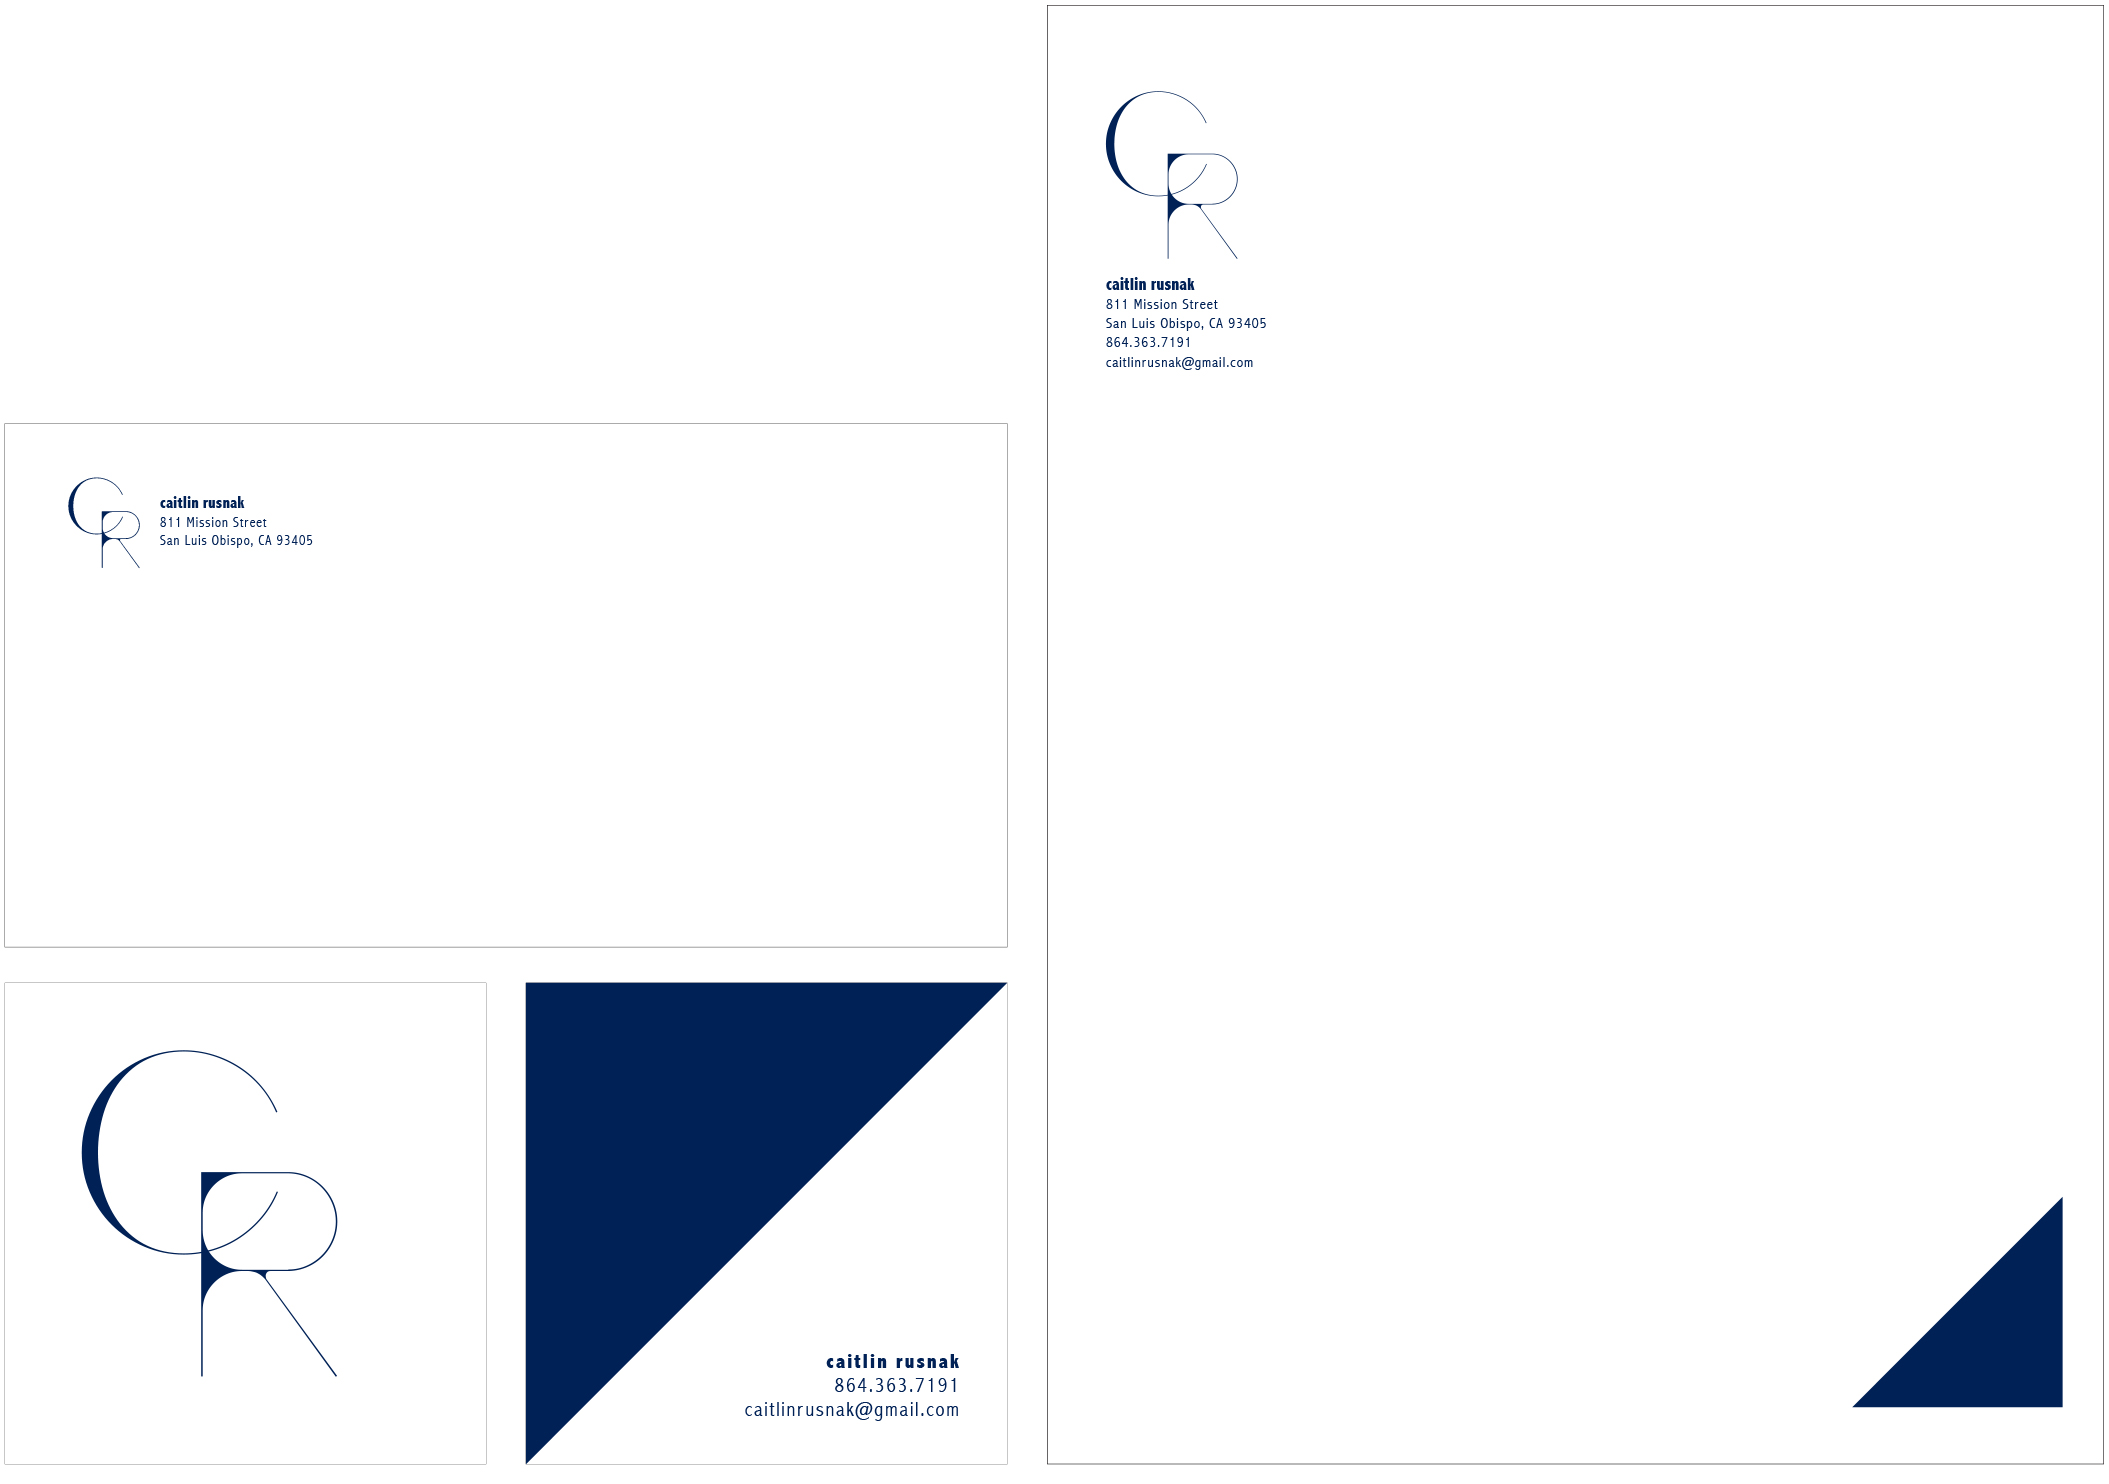 CR
caitlin rusnak
811 Mission Street
San Luis Obispo, CA 93405
864.363.7191
caitlinrusnak@gmail.com
CR
caitlin rusnak
811 Mission Street
San Luis Obispo, CA 93405
CR
caitlin rusnak
864.363.7191
caitlinrusnak@gmail.com